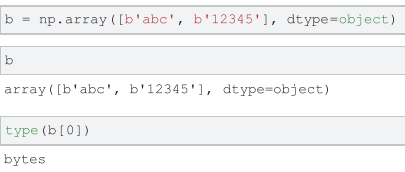 b = np.array([b'abc', b'12345'], dtype=object)
b
array([b'abc', b'12345'], dtype=object)
type(b[0])
bytes